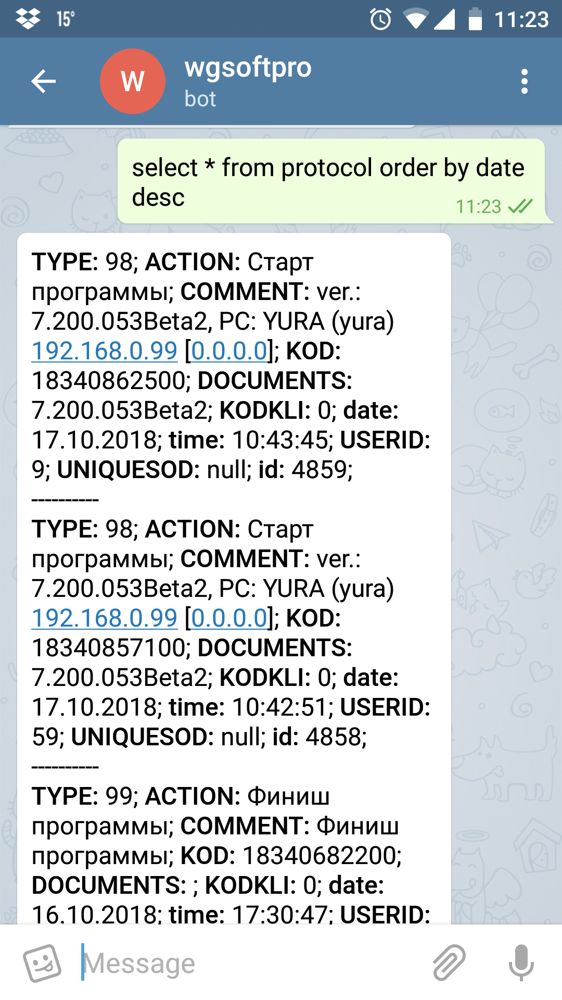 15°
11:23
W
wgsoftpro
bot
select * from protocol order by date
desc
11:23
TYPE: 98; ACTION: Старт
программы; COMMENT: ver.:
7.200.053Beta2, PC: YURA (yura)
192.168.0.99 [0.0.0.0]; KOD:
18340862500; DOCUMENTS:
7.200.053Beta2; KODKLI: 0; date:
17.10.2018; time: 10:43:45; USERID:
9; UNIQUESOD: null; id: 4859;
----------
TYPE: 98; ACTION: Старт
программы; COMMENT: ver.:
7.200.053Beta2, PC: YURA (yura)
192.168.0.99 [0.0.0.0]; KOD:
18340857100; DOCUMENTS:
7.200.053Beta2; KODKLI: 0; date:
17.10.2018; time: 10:42:51; USERID:
59; UNIQUESOD: null; id: 4858;
----------
TYPE: 99; ACTION: Финиш
программы; COMMENT: Финиш
программы; KOD: 18340682200;
DOCUMENTS: ; KODKLI: 0; date:
16.10.2018; time: 17:30:47; USERID:
Message